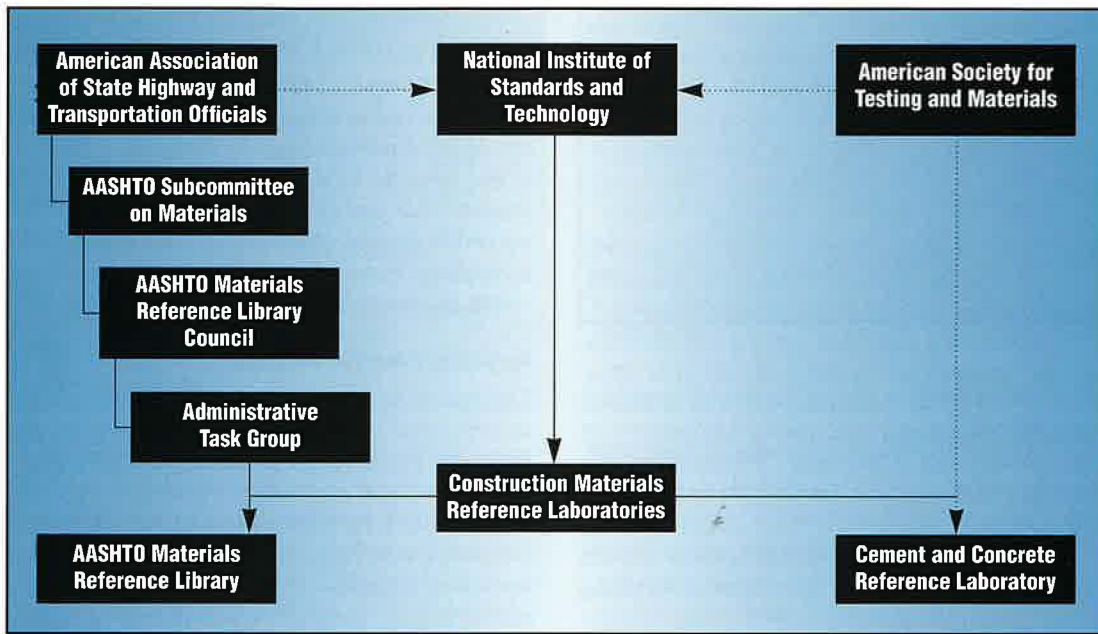 American Association
of State Highway and
Transportation Officials
National Institute of
Standards and
Technology
American Society for
Testing and Materials
AASHTO Subcommittee
on Materials
AASHTO Materials
Reference Library
Council
Administrative
Task Group
Construction Materials
Reference Laboratories
AASHTO Materials
Reference Library
Cement and Concrete
Reference Laboratory